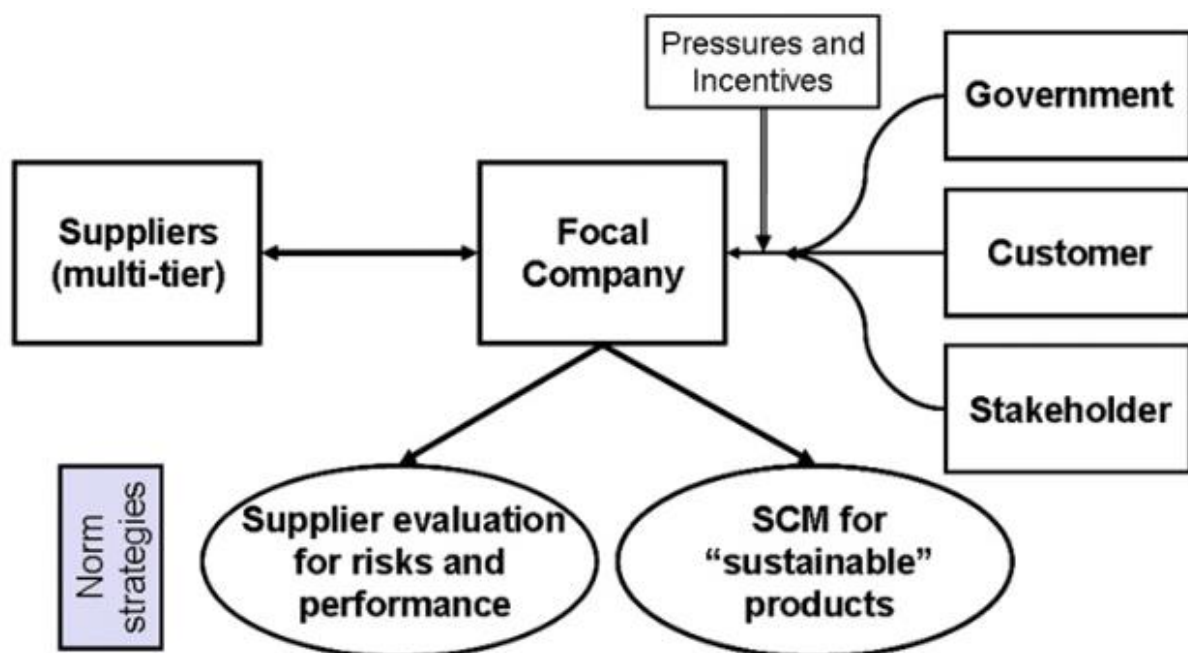 Pressures and
Incentives
Government
Suppliers
(multi-tier)
Focal
Company
Customer
Stakeholder
Norm
strategies
Supplier evaluation
for risks and
performance
SCM for
“sustainable”
products